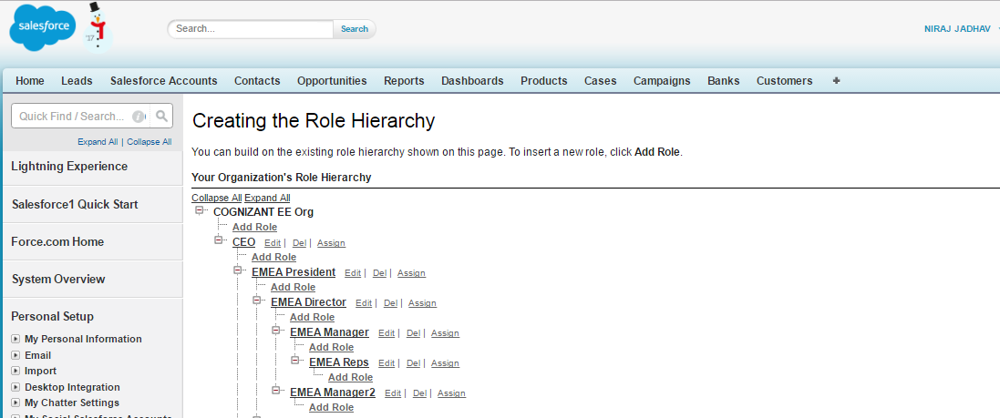 salesforce
'17
Search...
Search
NIRAJ JADHAV
Home Leads Salesforce Accounts Contacts Opportunities Reports Dashboards Products Cases Campaigns Banks Customers +
Quick Find / Search...
Expand All | Collapse All
Lightning Experience
Salesforce1 Quick Start
Force.com Home
System Overview
Personal Setup
My Personal Information
Email
Import
Desktop Integration
My Chatter Settings
My Social Salesforce Accounts
Creating the Role Hierarchy
You can build on the existing role hierarchy shown on this page. To insert a new role, click Add Role.
Your Organization's Role Hierarchy
Collapse All Expand All
COGNIZANT EE Org
Add Role
CEO Edit | Del | Assign
Add Role
EMEA President Edit | Del | Assign
Add Role
EMEA Director Edit | Del | Assign
Add Role
EMEA Manager Edit | Del | Assign
Add Role
EMEA Reps Edit | Del | Assign
Add Role
EMEA Manager2 Edit | Del | Assign
Add Role